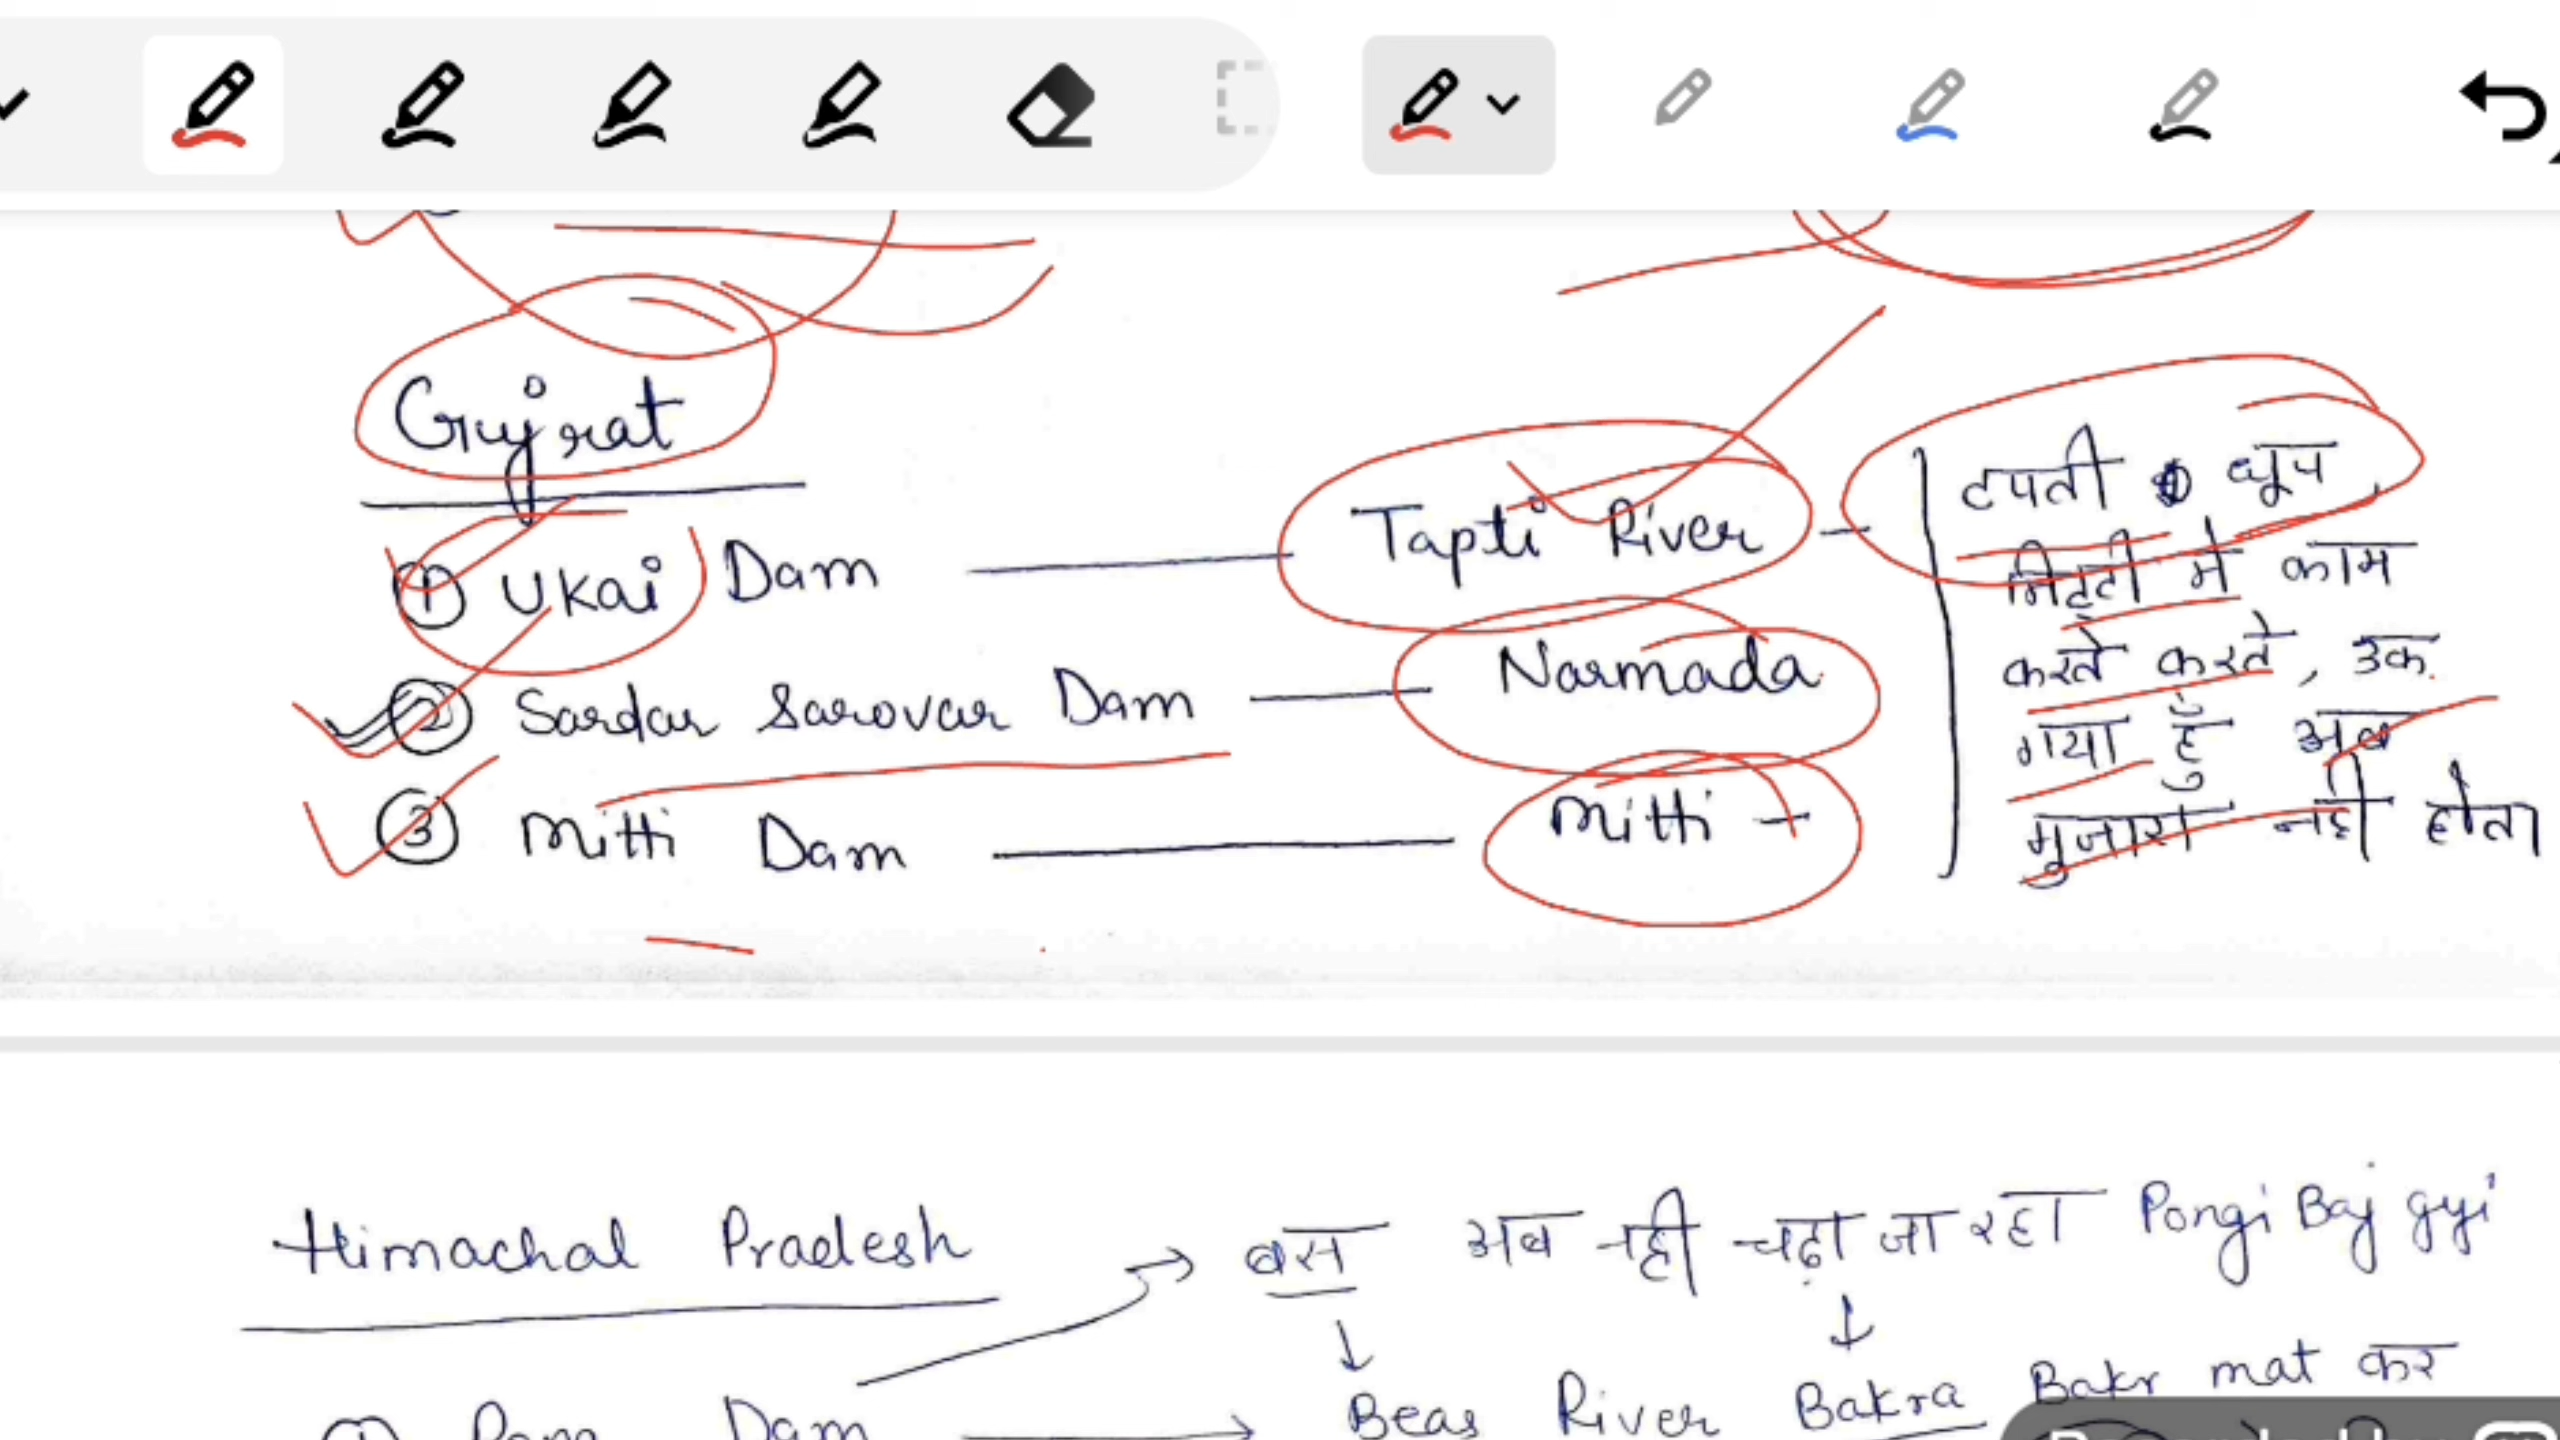 Gujrat
① Ukai Dam — Tapti River – टपती धूप
मिट्टी मे काम
करते करते, उक
गया हुँ अब
गुजारा नही होता
② Sardar Sarovar Dam — Narmada
③ Mitti Dam — Mitti –
Himachal Pradesh
→ बस अब नही चढ़ा जा रहा Pongi Baj gyi
① Pong Dam → Beas River Bakra Bakr mat कर